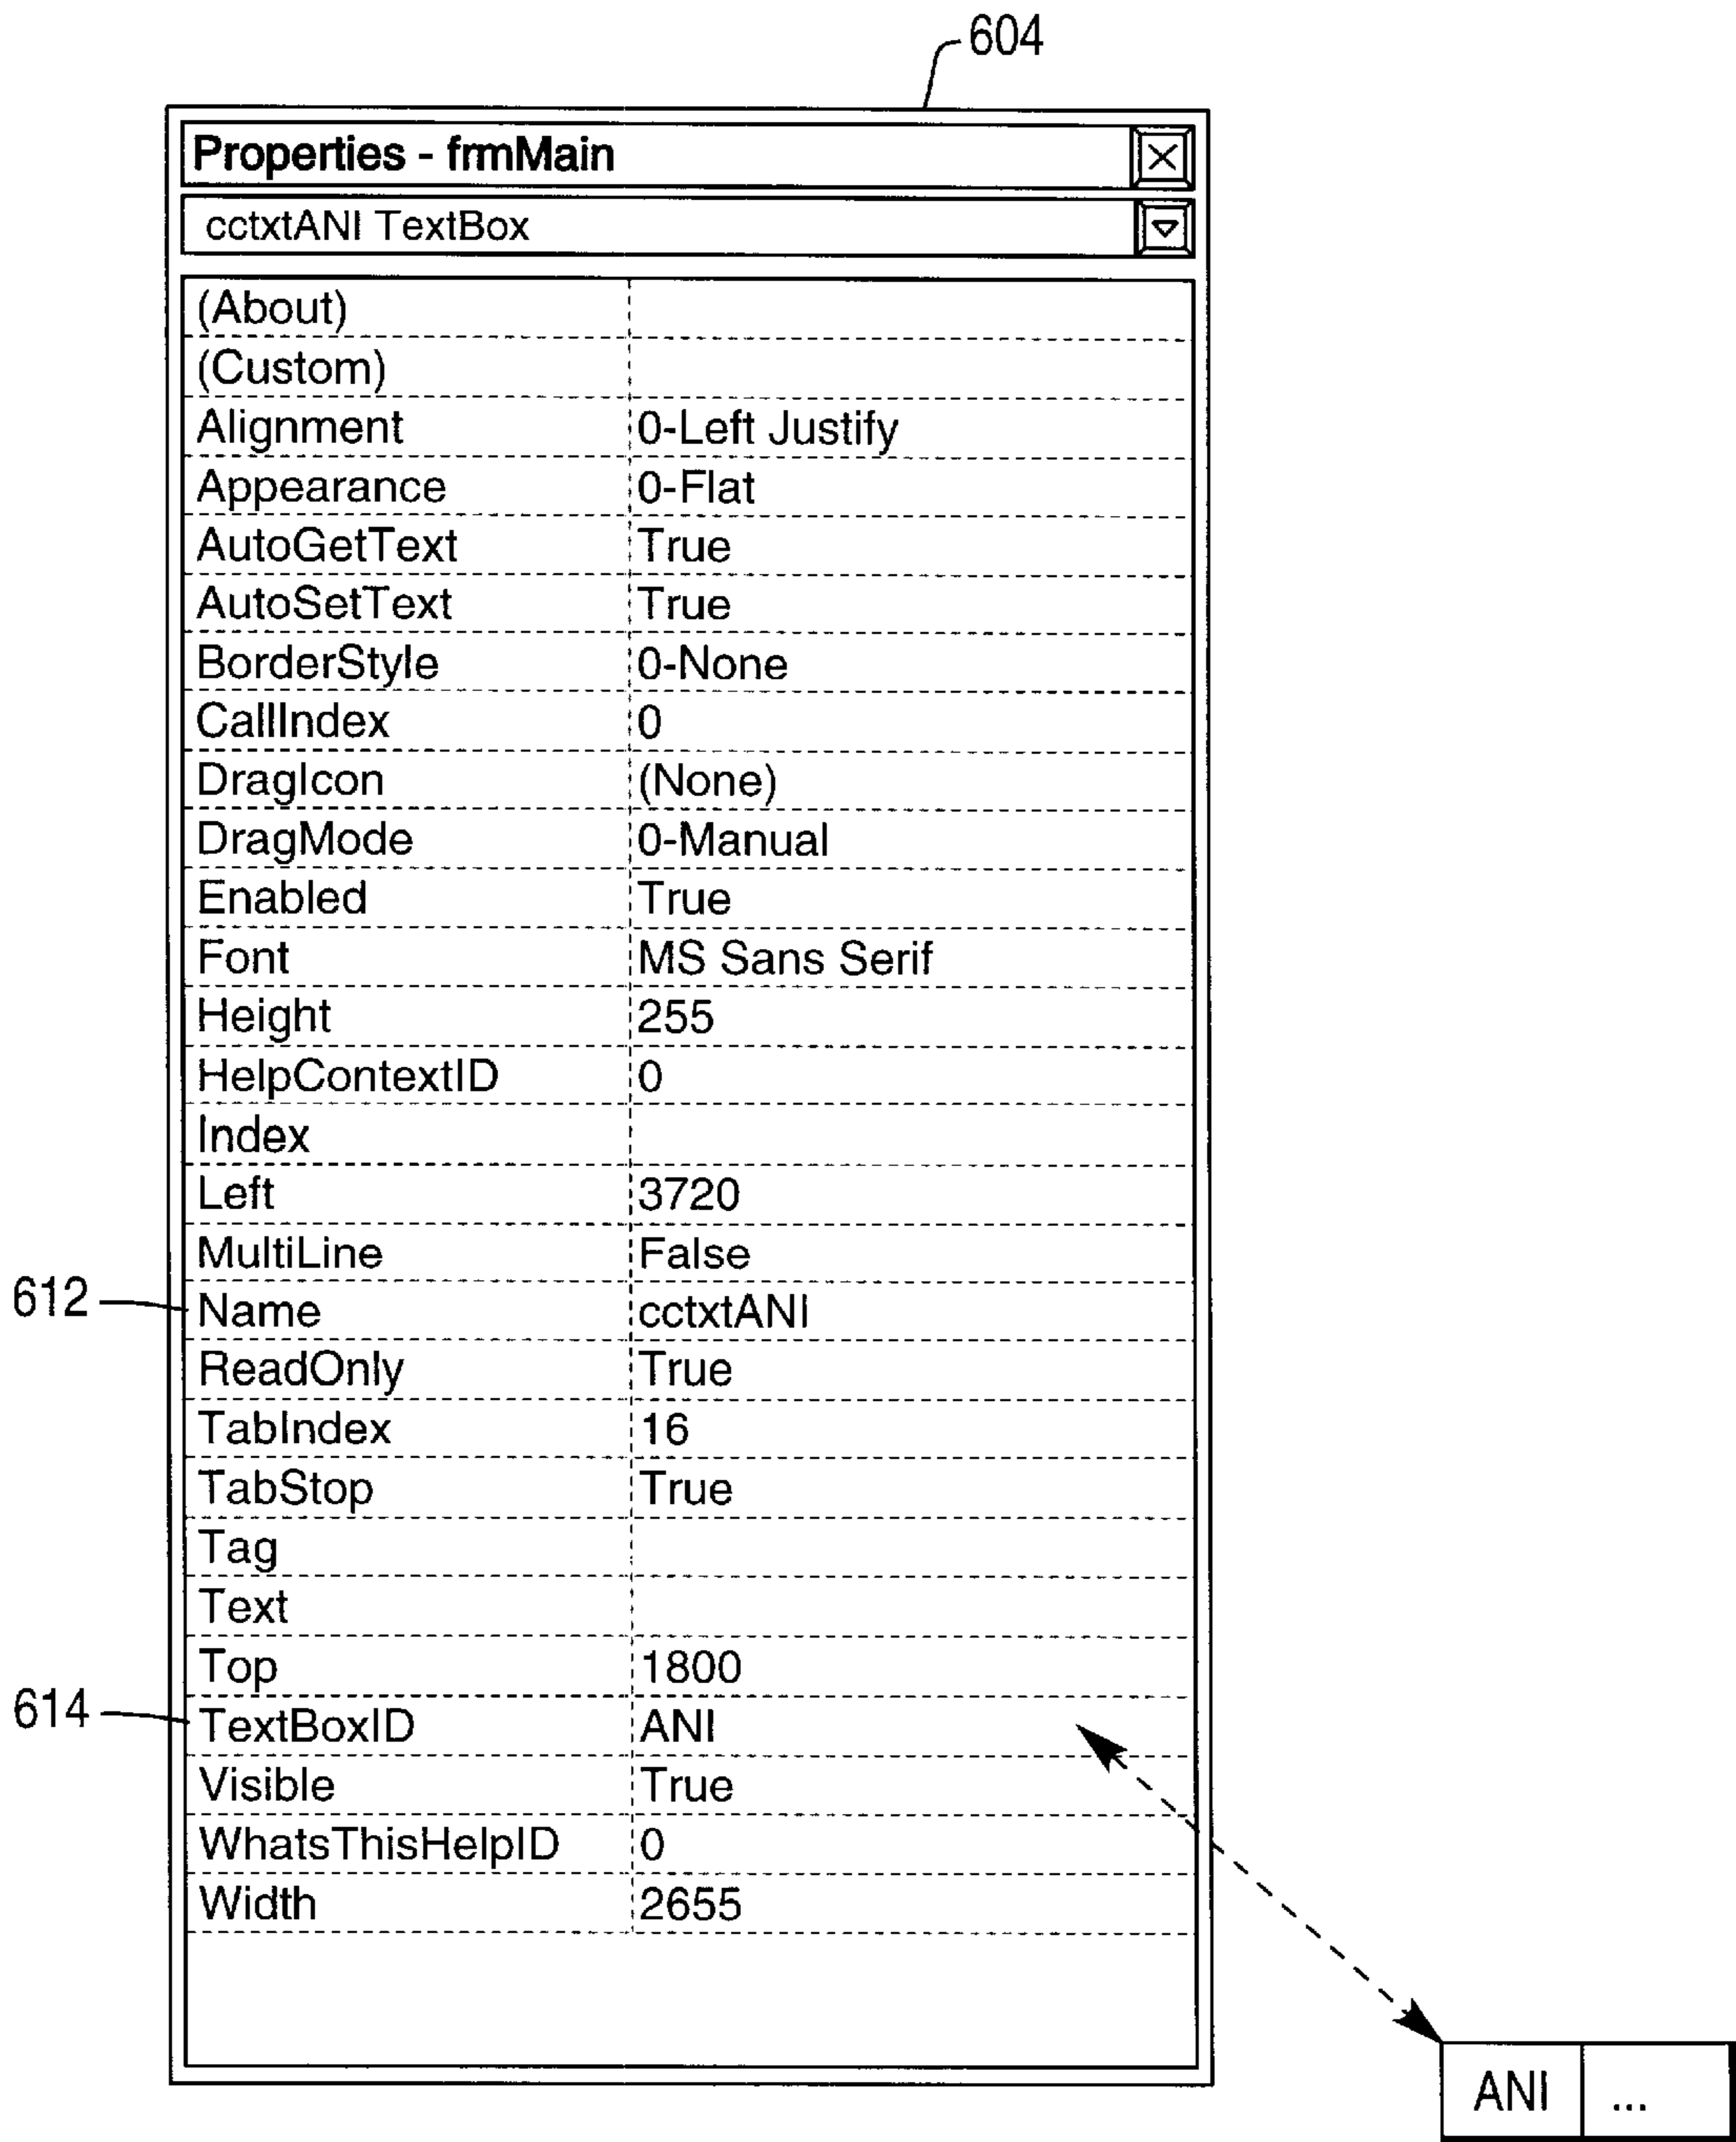 604
Properties - frmMain
cctxtANI TextBox
(About)
(Custom)
Alignment 0-Left Justify
Appearance 0-Flat
AutoGetText True
AutoSetText True
BorderStyle 0-None
CallIndex 0
DragIcon (None)
DragMode 0-Manual
Enabled True
Font MS Sans Serif
Height 255
HelpContextID 0
Index
Left 3720
MultiLine False
612 Name cctxtANI
ReadOnly True
TabIndex 16
TabStop True
Tag
Text
Top 1800
614 TextBoxID ANI
Visible True
WhatsThisHelpID 0
Width 2655
ANI ...